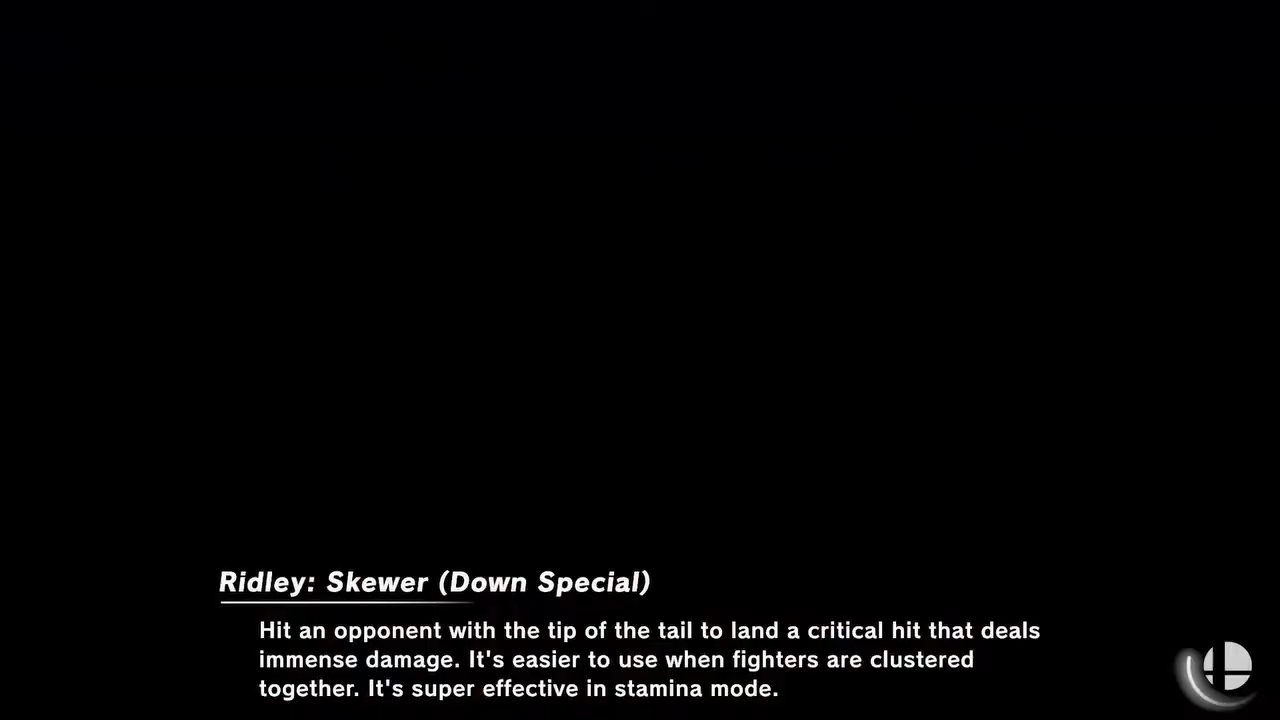 Ridley: Skewer (Down Special)
Hit an opponent with the tip of the tail to land a critical hit that deals
immense damage. It's easier to use when fighters are clustered
together. It's super effective in stamina mode.